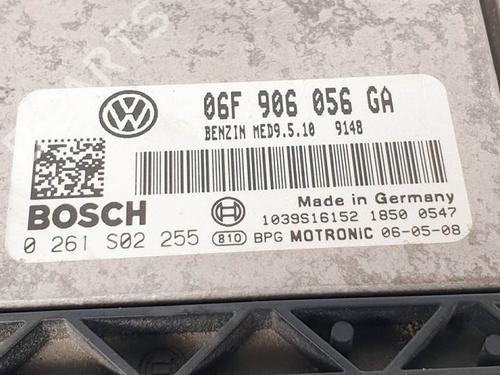 06F 906 056 GA
BENZIN MED9.5.10 9148
BOSCH
Made in Germany
1039S16152 1850 0547
0 261 S02 255 810 BPG MOTRONiC 06-05-08